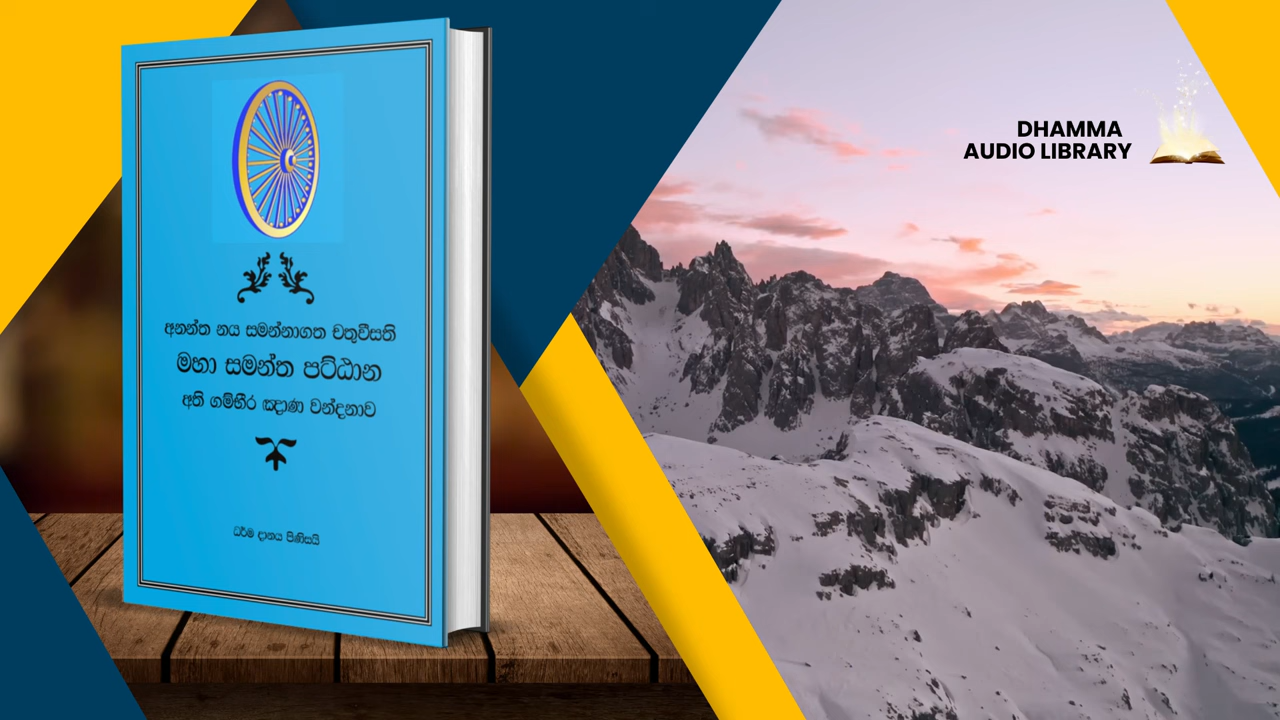 අනන්ත නය සමන්නාගත චතුවීසති
මහා සමන්ත පට්ඨාන
අති ගම්භීර ඤාණ වන්දනාව
ධර්ම දානය පිණිසයි
DHAMMA
AUDIO LIBRARY